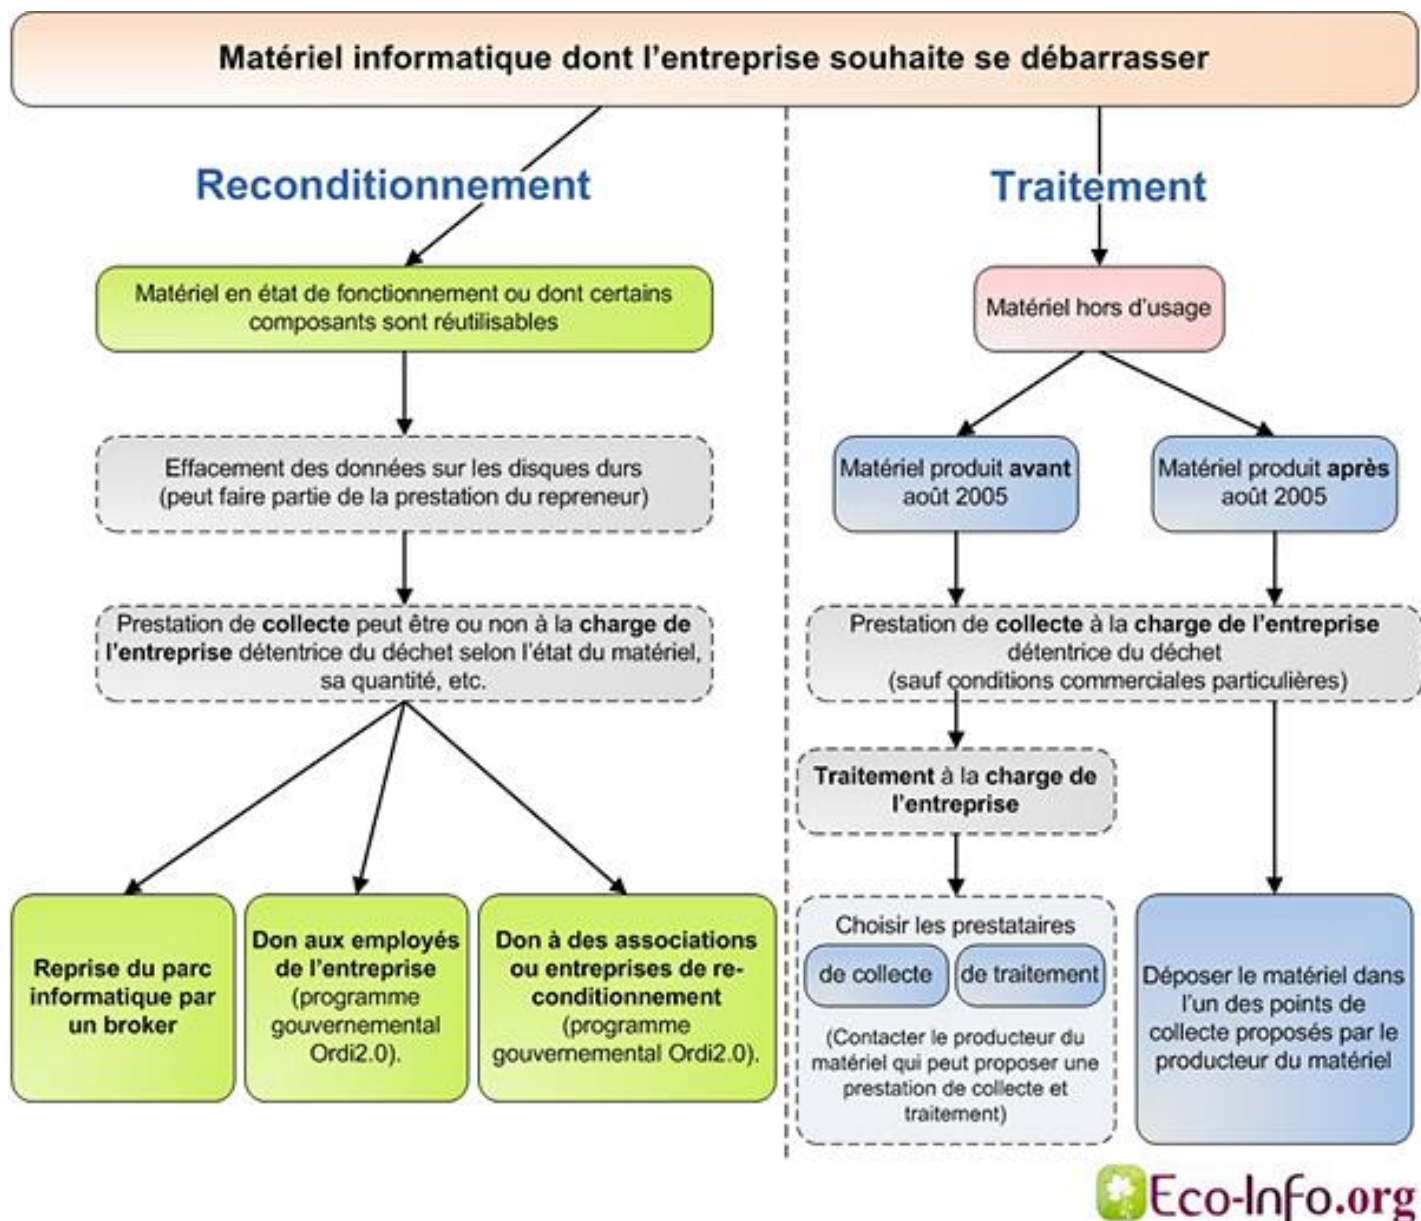 Matériel informatique dont l'entreprise souhaite se débarrasser
Reconditionnement
Matériel en état de fonctionnement ou dont certains
composants sont réutilisables
Effacement des données sur les disques durs
(peut faire partie de la prestation du repreneur)
Prestation de collecte peut être ou non à la charge de
l'entreprise détentrice du déchet selon l'état du matériel,
sa quantité, etc.
Reprise du parc
informatique par
un broker
Don aux employés
de l'entreprise
(programme
gouvernemental
Ordi2.0).
Don à des associations
ou entreprises de re-
conditionnement
(programme
gouvernemental Ordi2.0).
Traitement
Matériel hors d'usage
Matériel produit avant
août 2005
Matériel produit après
août 2005
Prestation de collecte à la charge de l'entreprise
détentrice du déchet
(sauf conditions commerciales particulières)
Traitement à la charge de
l'entreprise
Choisir les prestataires
de collecte
de traitement
(Contacter le producteur du
matériel qui peut proposer une
prestation de collecte et
traitement)
Déposer le matériel dans
l'un des points de
collecte proposés par le
producteur du matériel
Eco-Info.org